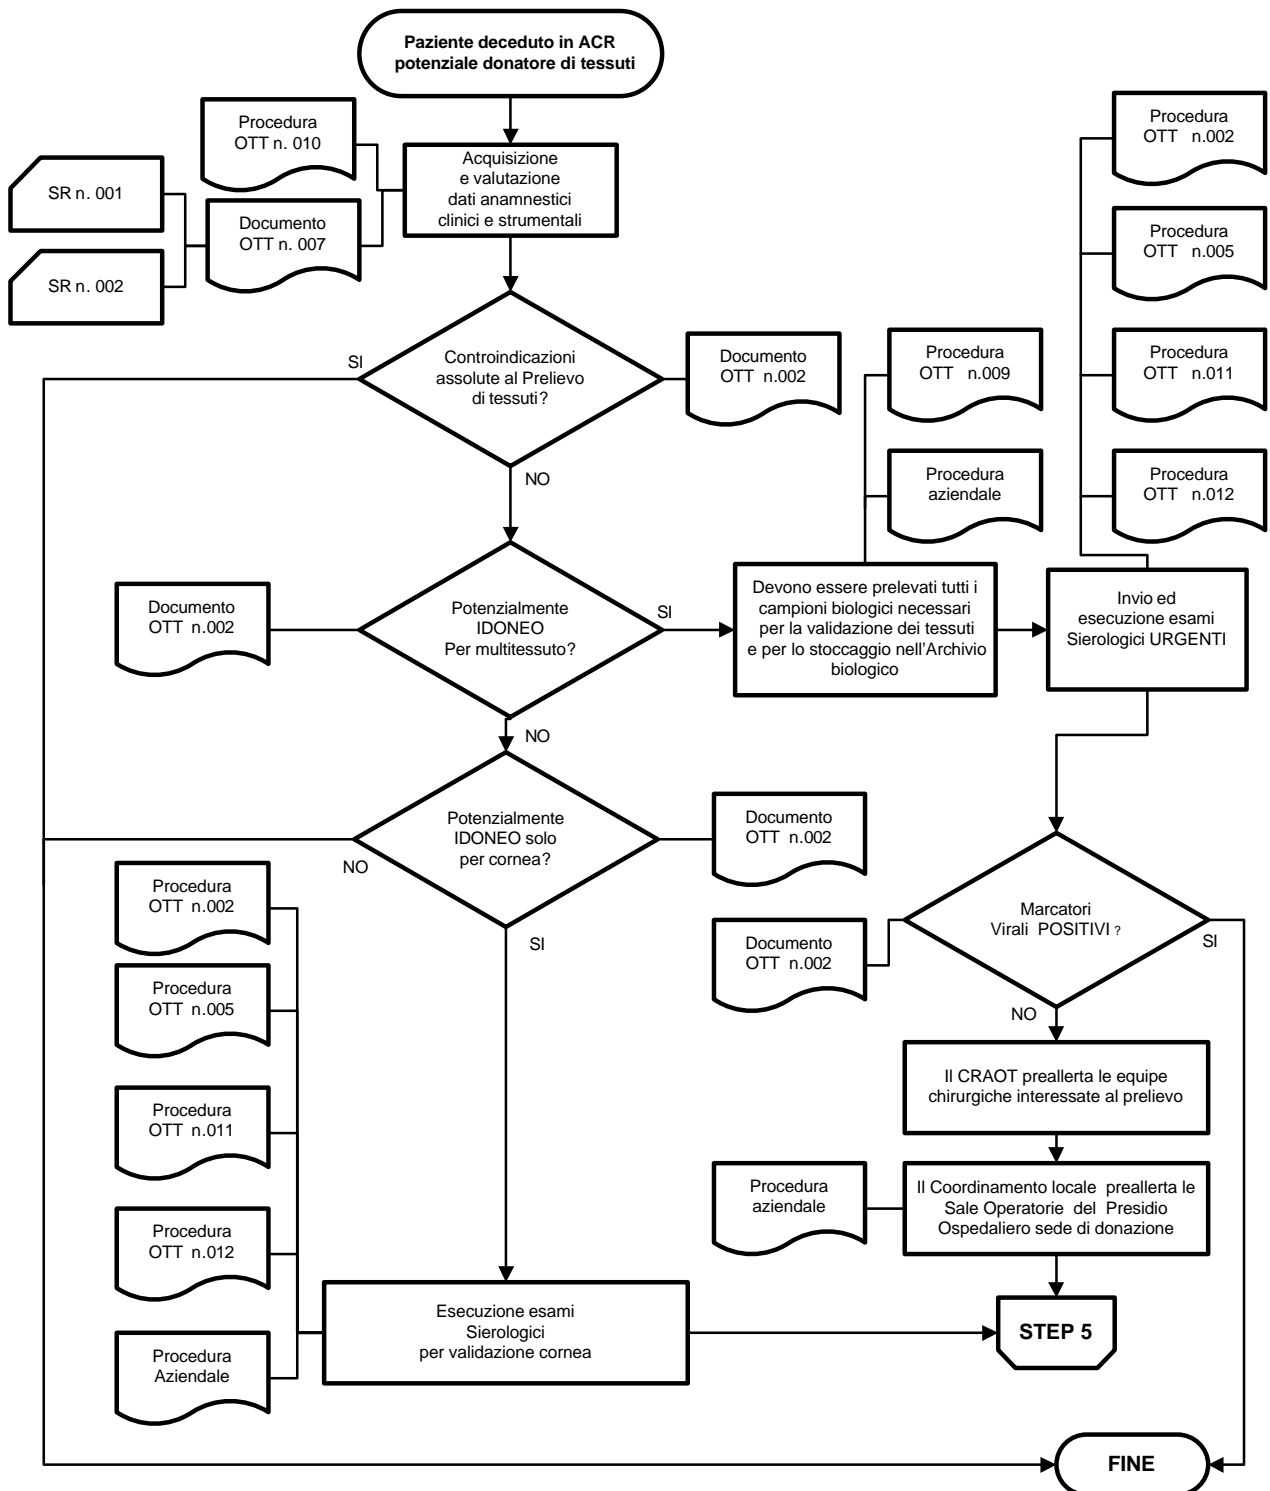 Paziente deceduto in ACR
potenziale donatore di tessuti
Procedura
OTT n. 010
Acquisizione
e valutazione
dati anamnestici
clinici e strumentali
SR n. 001
Documento
OTT n. 007
SR n. 002
Procedura
OTT n.002
Procedura
OTT n.005
Procedura
OTT n.011
Procedura
OTT n.012
SI
Controindicazioni
assolute al Prelievo
di tessuti?
NO
Documento
OTT n.002
Procedura
OTT n.009
Procedura
aziendale
Documento
OTT n.002
Potenzialmente
IDONEO
Per multitessuto?
SI
NO
Devono essere prelevati tutti i
campioni biologici necessari
per la validazione dei tessuti
e per lo stoccaggio nell'Archivio
biologico
Invio ed
esecuzione esami
Sierologici URGENTI
Potenzialmente
IDONEO solo
per cornea?
NO
SI
Documento
OTT n.002
Documento
OTT n.002
Marcatori
Virali POSITIVI ?
SI
NO
Procedura
OTT n.002
Procedura
OTT n.005
Procedura
OTT n.011
Procedura
OTT n.012
Procedura
Aziendale
Il CRAOT preallerta le equipe
chirurgiche interessate al prelievo
Procedura
aziendale
Il Coordinamento locale preallerta le
Sale Operatorie del Presidio
Ospedaliero sede di donazione
Esecuzione esami
Sierologici
per validazione cornea
STEP 5
FINE